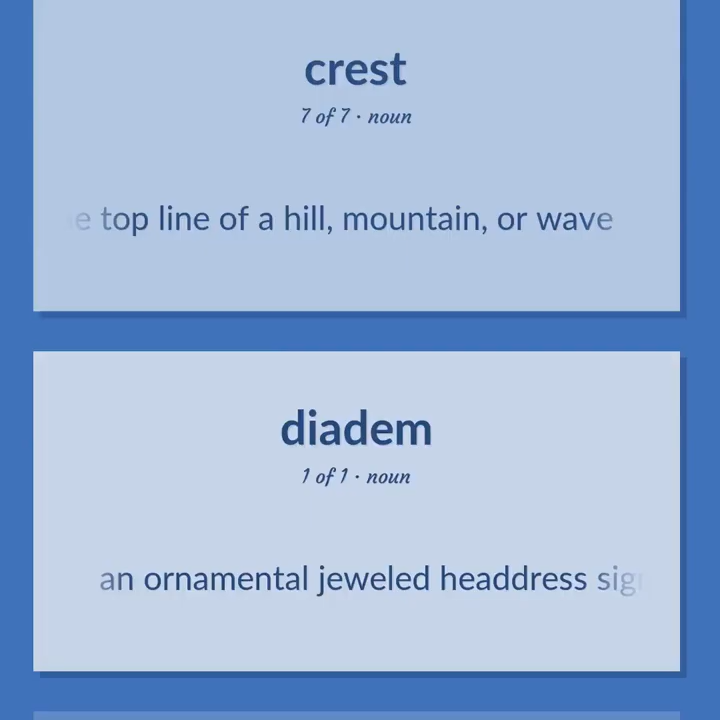 crest
7 of 7 · noun
top line of a hill, mountain, or wave
diadem
1 of 1 · noun
an ornamental jeweled headdress